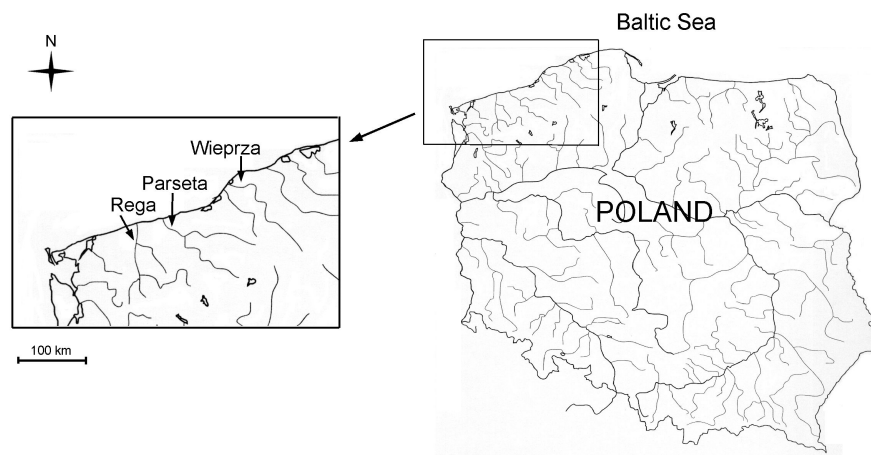 Baltic Sea
N
Wieprza
Parseta
Rega
POLAND
100 km